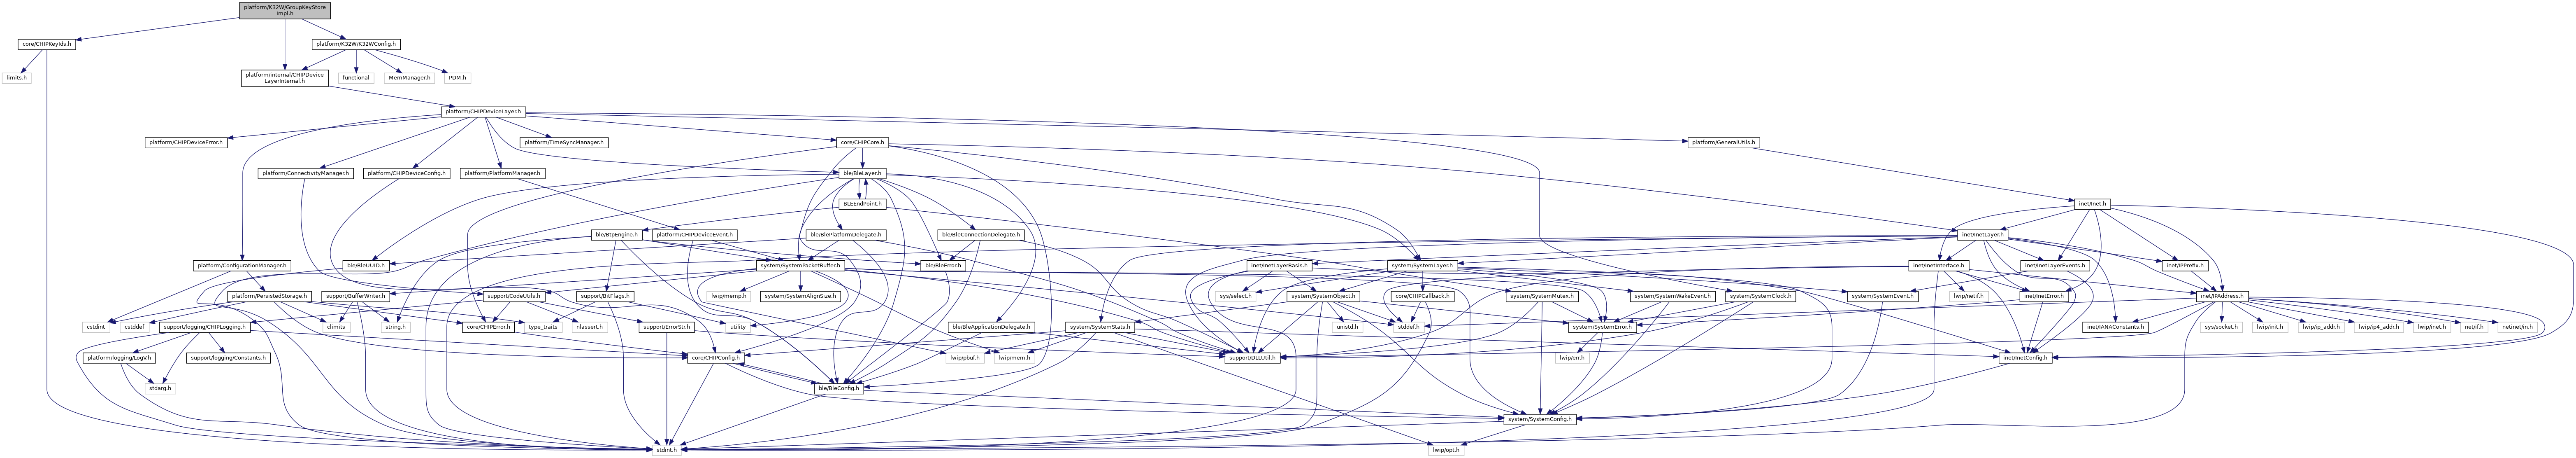 platform/K32W/GroupKeyStore
Impl.h
core/CHIPKeyIds.h
platform/K32W/K32WConfig.h
limits.h
platform/internal/CHIPDevice
LayerInternal.h
functional
MemManager.h
PDM.h
platform/CHIPDeviceLayer.h
platform/CHIPDeviceError.h
platform/TimeSyncManager.h
core/CHIPCore.h
platform/GeneralUtils.h
platform/ConnectivityManager.h
platform/CHIPDeviceConfig.h
platform/PlatformManager.h
ble/BleLayer.h
BLEEndPoint.h
inet/Inet.h
ble/BtpEngine.h
platform/CHIPDeviceEvent.h
ble/BlePlatformDelegate.h
ble/BleConnectionDelegate.h
inet/InetLayer.h
platform/ConfigurationManager.h
ble/BleUUID.h
system/SystemPacketBuffer.h
ble/BleError.h
inet/InetLayerBasis.h
system/SystemLayer.h
inet/InetInterface.h
inet/InetLayerEvents.h
inet/IPPrefix.h
platform/PersistedStorage.h
support/BufferWriter.h
support/CodeUtils.h
support/BitFlags.h
lwip/memp.h
system/SystemAlignSize.h
sys/select.h
system/SystemObject.h
core/CHIPCallback.h
system/SystemMutex.h
system/SystemWakeEvent.h
system/SystemClock.h
system/SystemEvent.h
lwip/netif.h
inet/InetError.h
inet/IPAddress.h
cstdint
cstddef
support/logging/CHIPLogging.h
climits
string.h
core/CHIPError.h
type_traits
nlassert.h
support/ErrorStr.h
utility
ble/BleApplicationDelegate.h
system/SystemStats.h
unistd.h
stddef.h
system/SystemError.h
inet/IANAConstants.h
sys/socket.h
lwip/init.h
lwip/ip_addr.h
lwip/ip4_addr.h
lwip/inet.h
net/if.h
netinet/in.h
platform/logging/LogV.h
support/logging/Constants.h
core/CHIPConfig.h
lwip/pbuf.h
lwip/mem.h
support/DLLUtil.h
lwip/err.h
inet/InetConfig.h
stdarg.h
ble/BleConfig.h
system/SystemConfig.h
stdint.h
lwip/opt.h